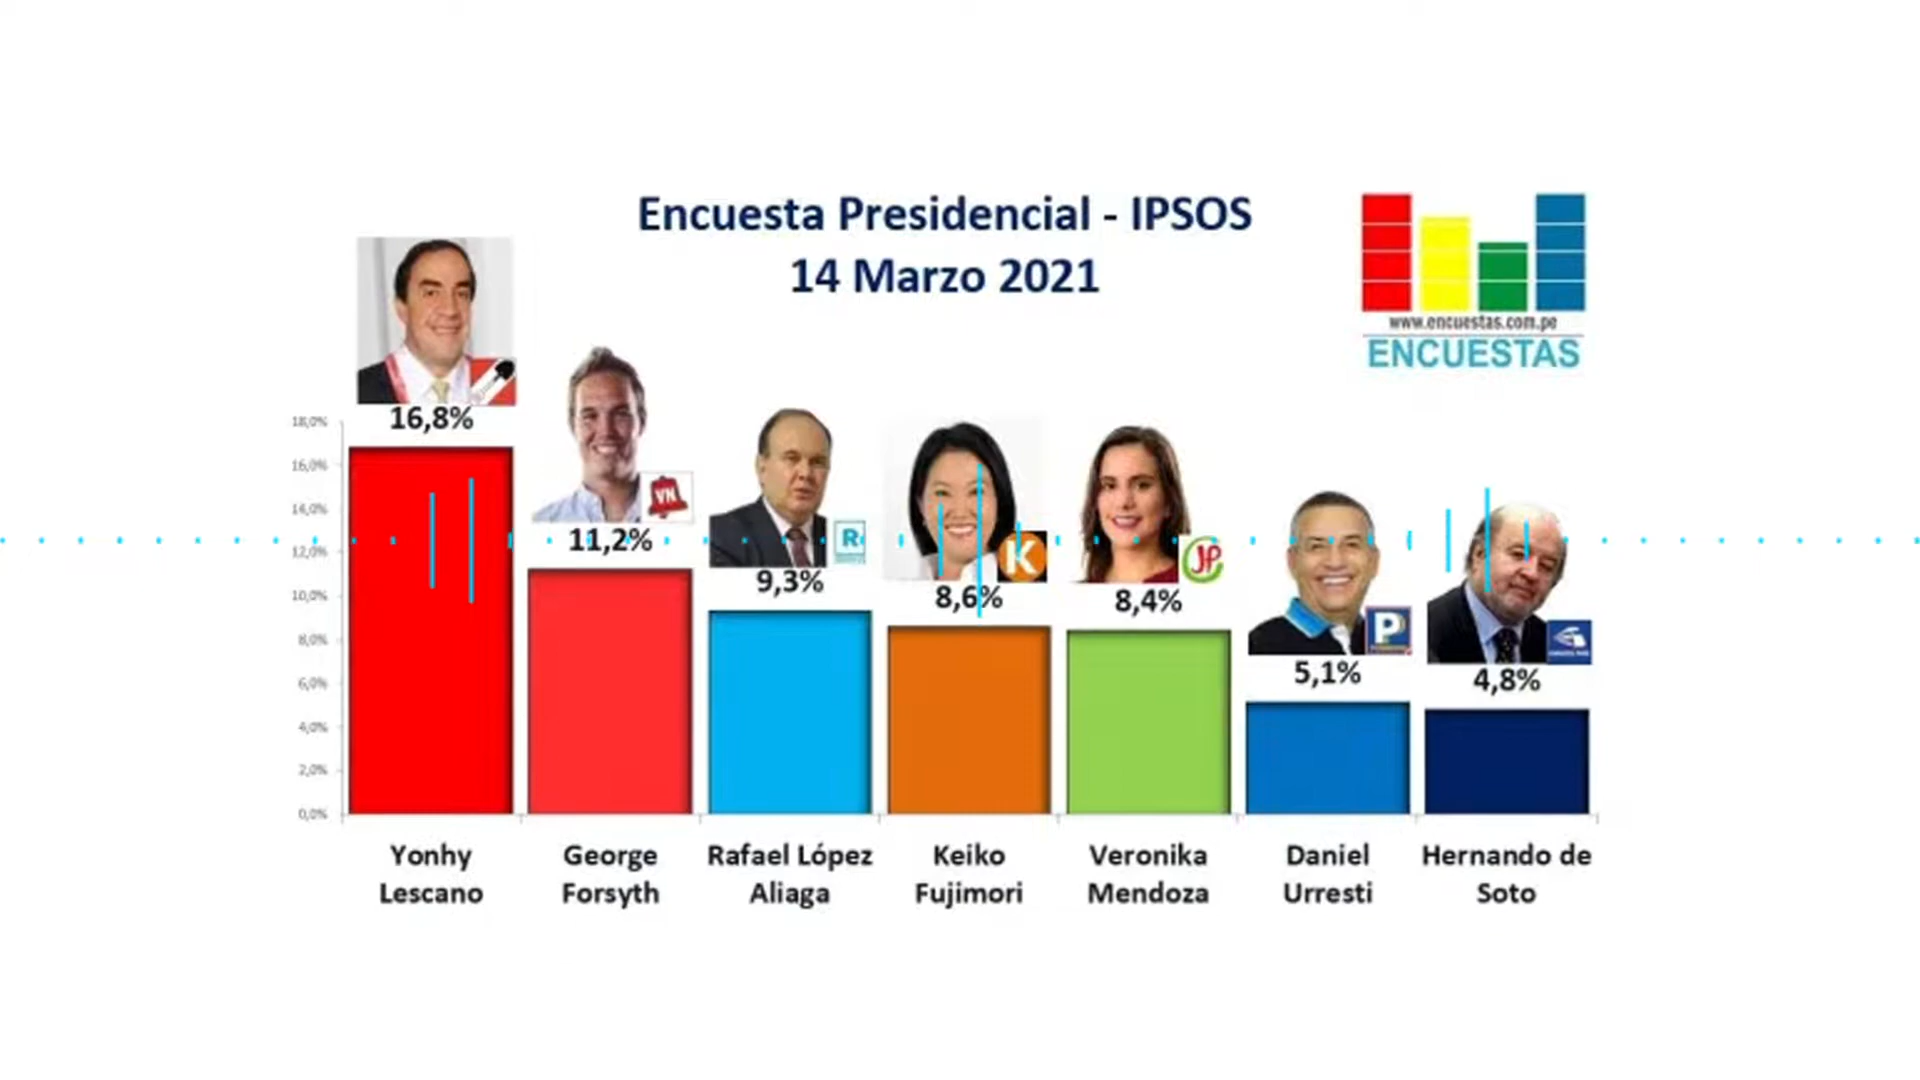 Encuesta Presidencial - IPSOS
14 Marzo 2021
www.encuestas.com.pe
ENCUESTAS
16,8%
11,2%
9,3%
8,6%
8,4%
5,1%
4,8%
VN
R
K
JP
P
18,0%
16,0%
14,0%
12,0%
10,0%
8,0%
6,0%
4,0%
2,0%
0,0%
Yonhy
Lescano
George
Forsyth
Rafael López
Aliaga
Keiko
Fujimori
Veronika
Mendoza
Daniel
Urresti
Hernando de
Soto